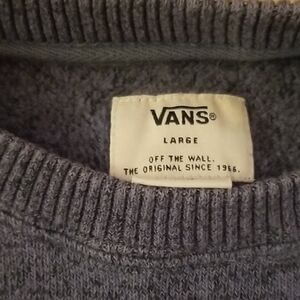 VANS®
LARGE
OFF THE WALL.
THE ORIGINAL SINCE 1966.